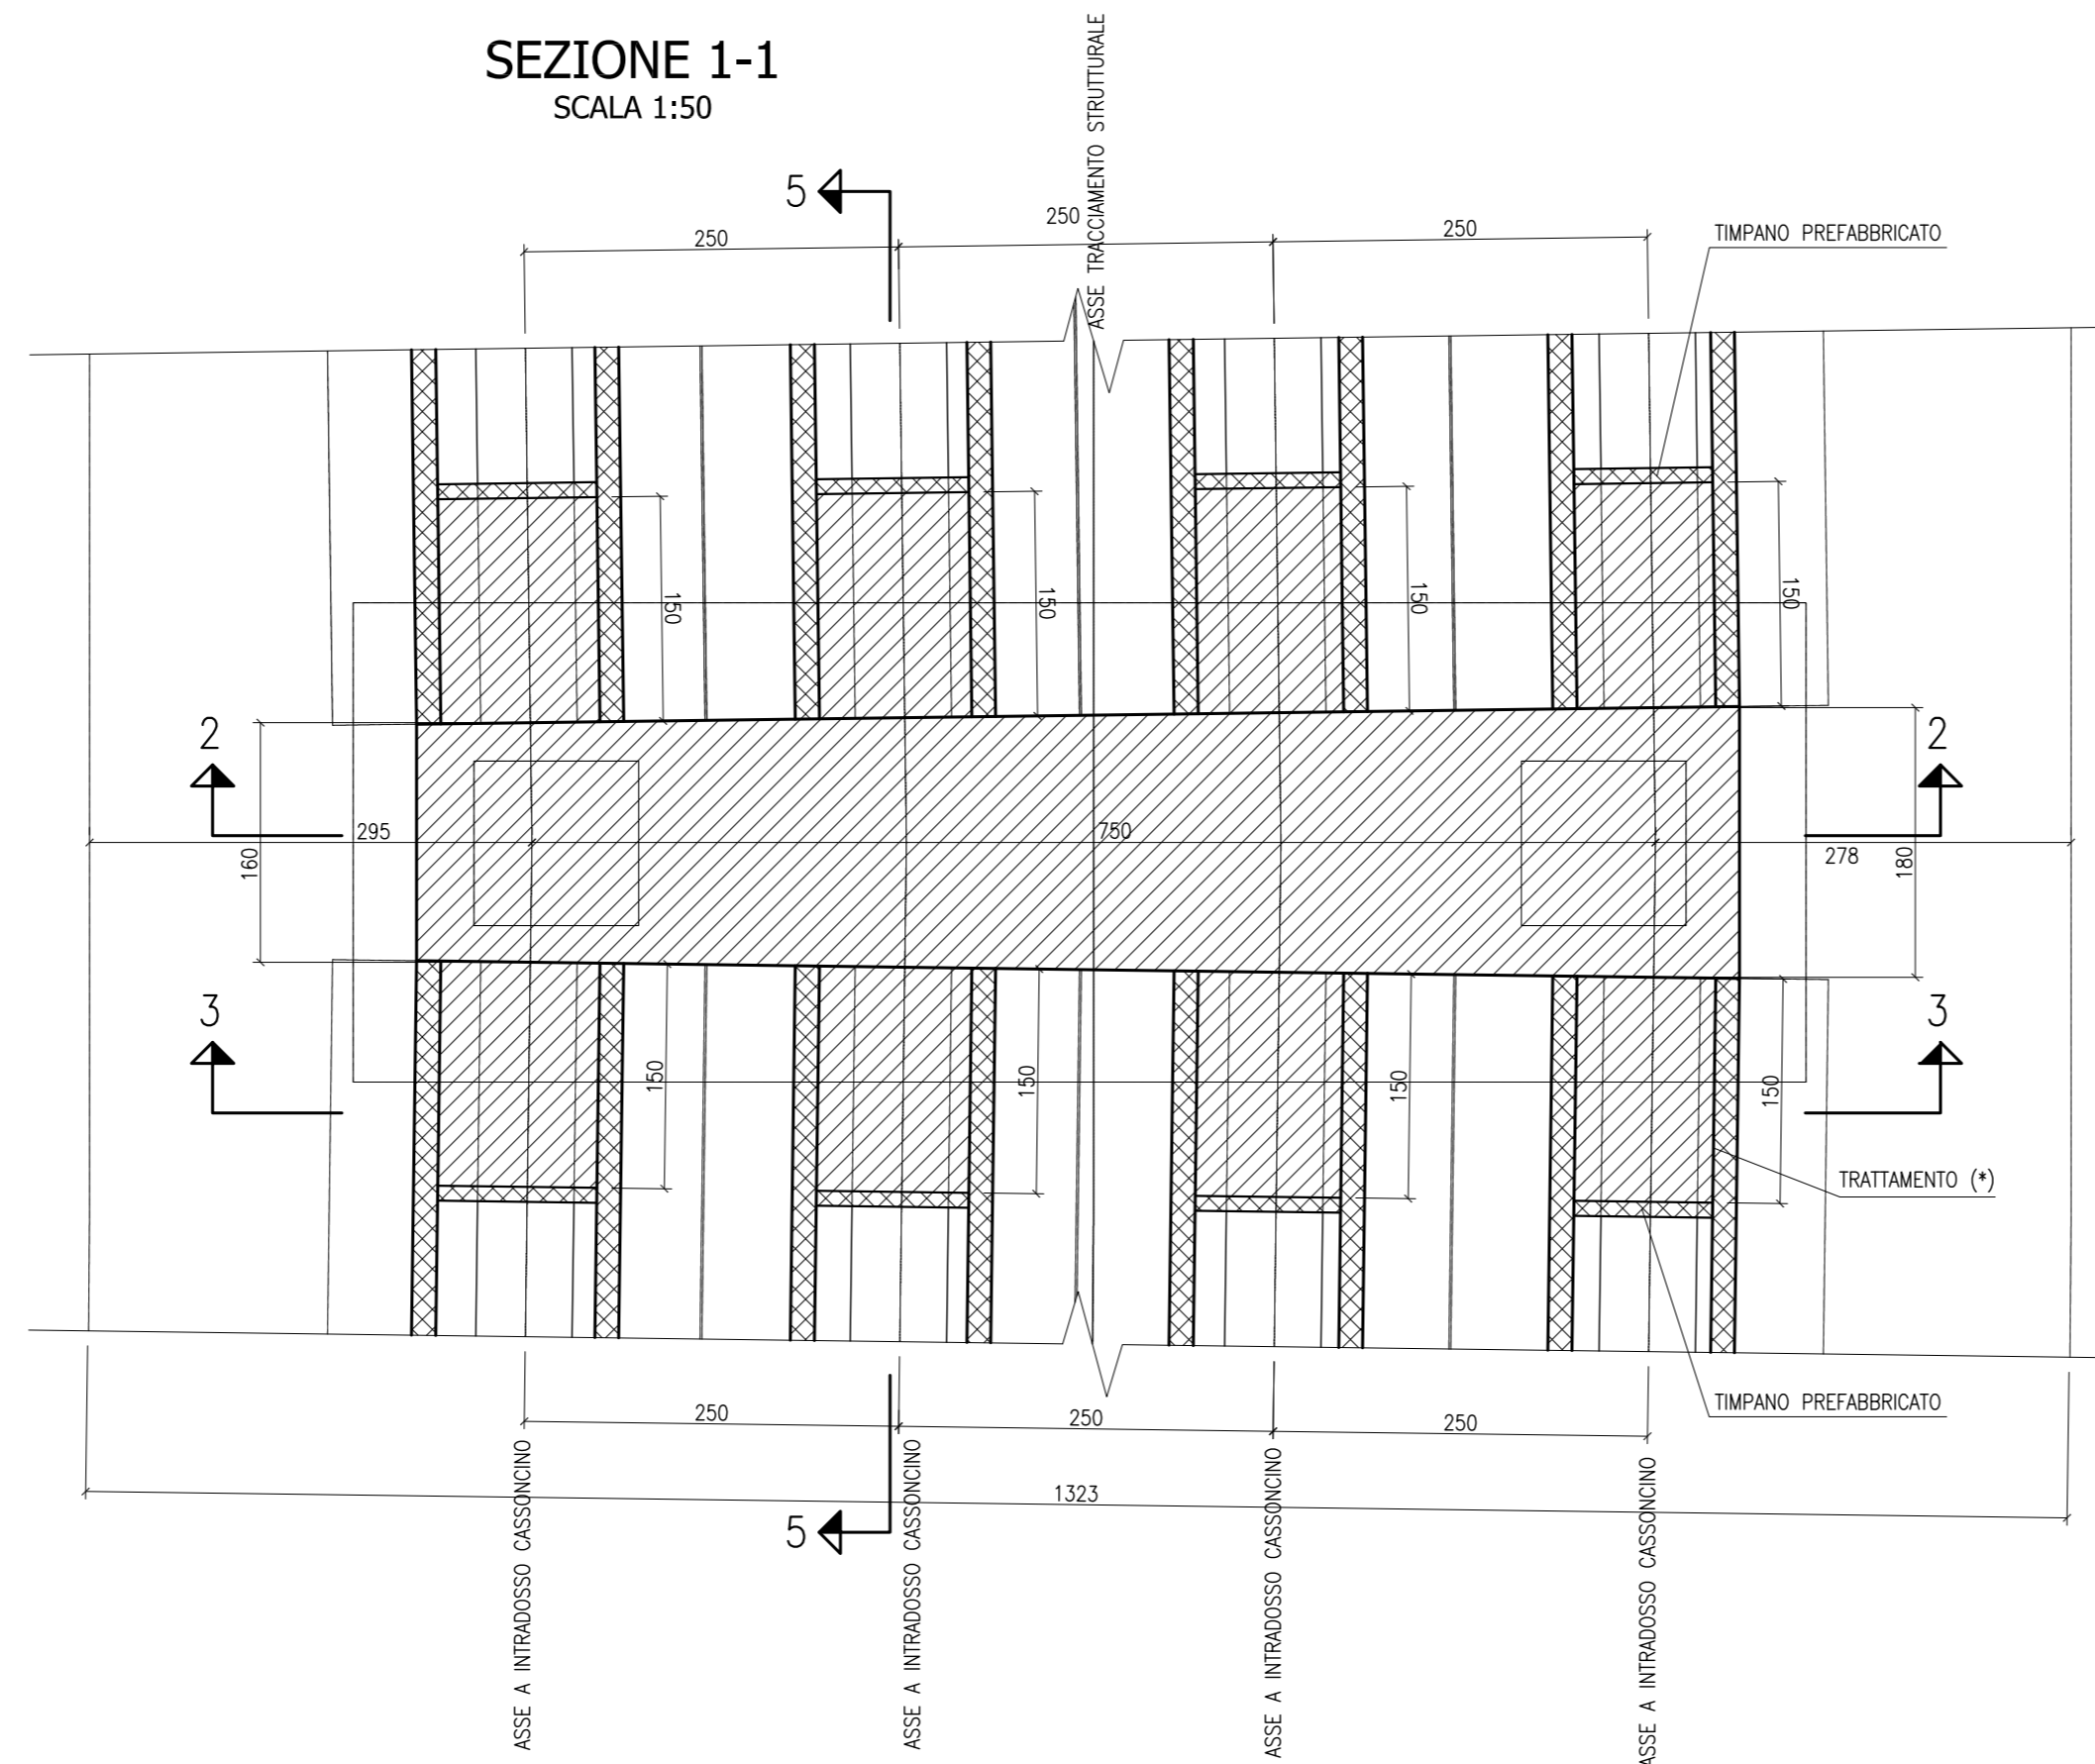 SEZIONE 1-1
SCALA 1:50
ASSE TRACCIAMENTO STRUTTURALE
5
250
250
250
TIMPANO PREFABBRICATO
150
150
150
150
2
2
295
750
278
160
180
3
3
150
150
150
150
TRATTAMENTO (*)
TIMPANO PREFABBRICATO
250
250
250
1323
5
ASSE A INTRADOSSO CASSONCINO
ASSE A INTRADOSSO CASSONCINO
ASSE A INTRADOSSO CASSONCINO
ASSE A INTRADOSSO CASSONCINO